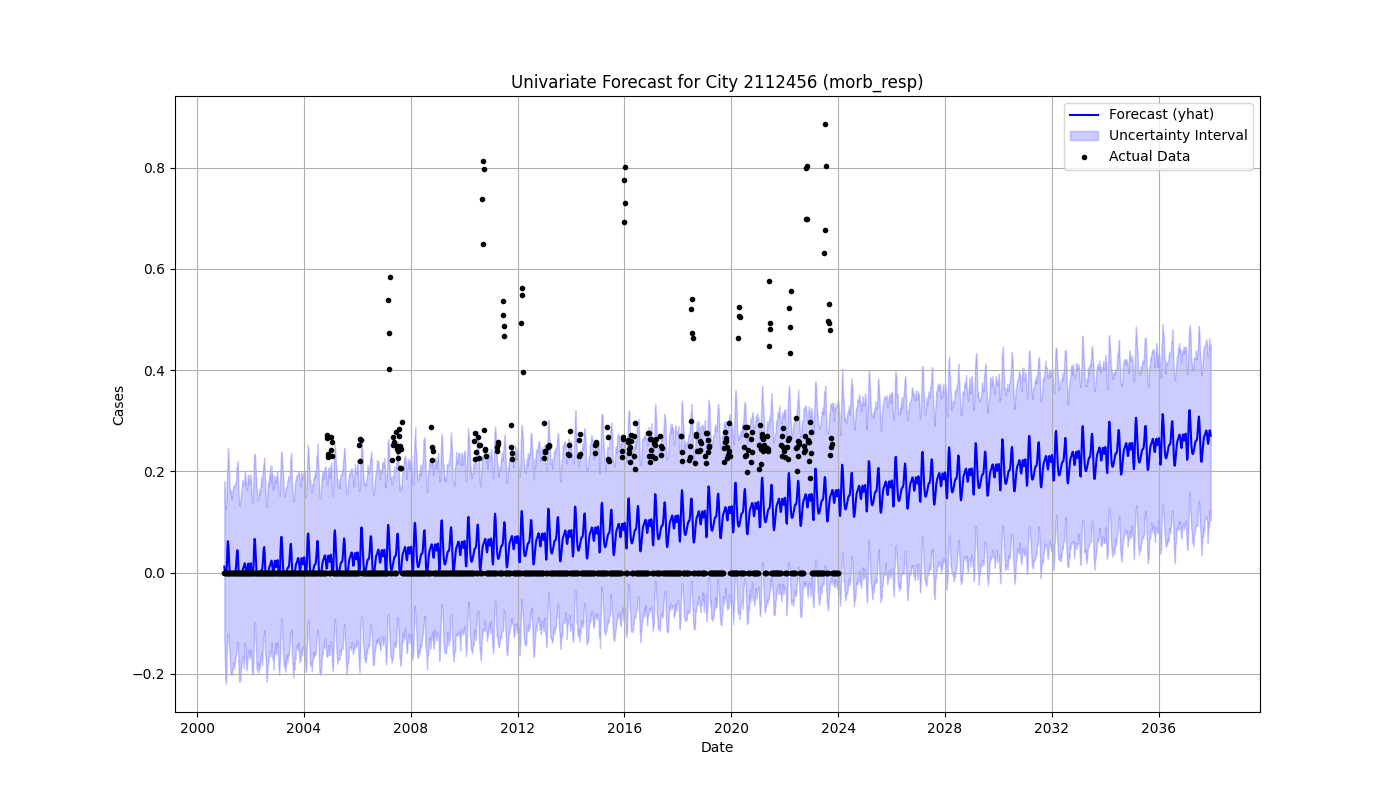 Univariate Forecast for City 2112456 (morb_resp)
Forecast (yhat)
Uncertainty Interval
Actual Data
Cases
0.8
0.6
0.4
0.2
0.0
−0.2
2000 2004 2008 2012 2016 2020 2024 2028 2032 2036
Date